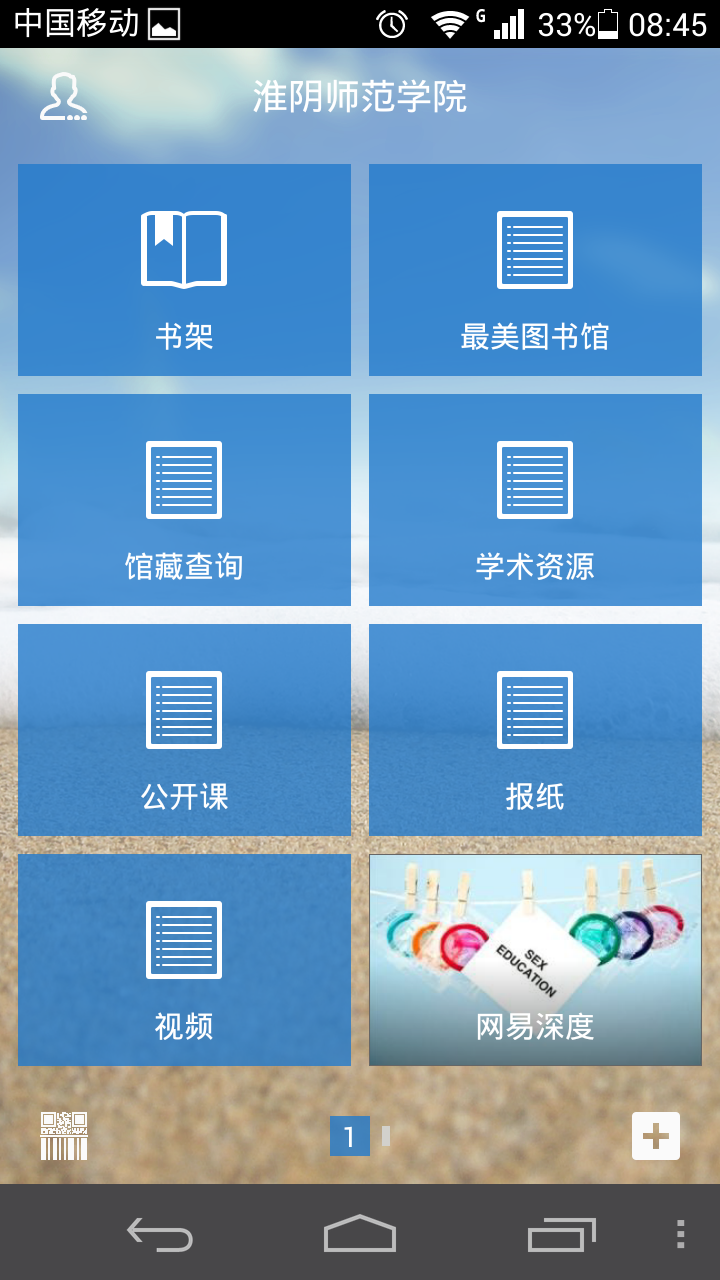 中国移动 G 33% 08:45
淮阴师范学院
书架
最美图书馆
馆藏查询
学术资源
公开课
报纸
视频
SEX
EDUCATION
网易深度
1